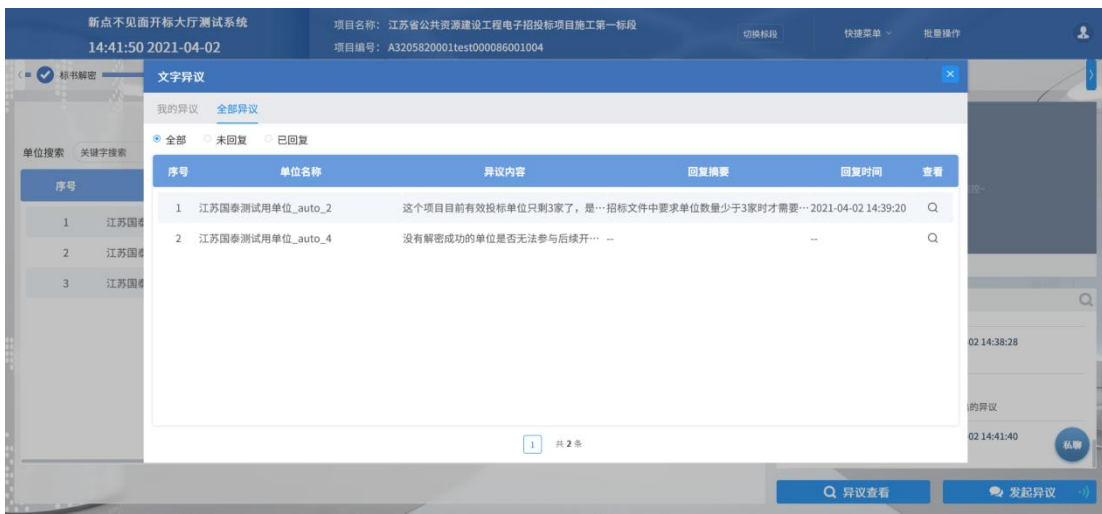 新点不见面开标大厅测试系统
14:41:50 2021-04-02
项目名称： 江苏省公共资源建设工程电子招投标项目施工第一标段
项目编号： A3205820001test000086001004
切换标段
快捷菜单
批量操作
标书解密
文字异议
我的异议 全部异议
全部 未回复 已回复
单位搜索 关键字搜索
序号 单位名称 异议内容 回复摘要 回复时间 查看
1 江苏国泰测试用单位_auto_2 这个项目目前有效投标单位只剩3家了，是… 招标文件中要求单位数量少于3家时才需要… 2021-04-02 14:39:20
2 江苏国泰测试用单位_auto_4 没有解密成功的单位是否无法参与后续开… -- --
序号
1 江苏国
2 江苏国
3 江苏国
02 14:38:28
的异议
02 14:41:40
私聊
1 共 2 条
异议查看
发起异议